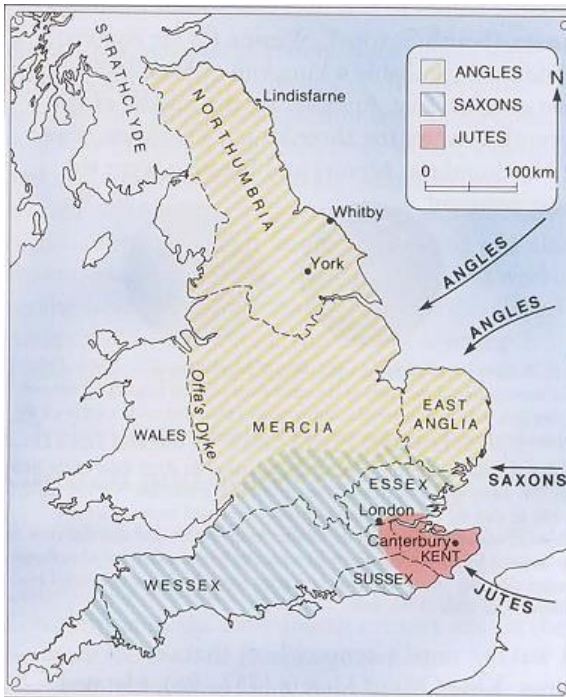 STRATHCLYDE
NORTHUMBRIA
Lindisfarne
ANGLES
SAXONS
JUTES
0 100km
N
Whitby
York
ANGLES
ANGLES
Offa's Dyke
WALES
MERCIA
EAST
ANGLIA
ESSEX
SAXONS
London
Canterbury
KENT
WESSEX
SUSSEX
JUTES